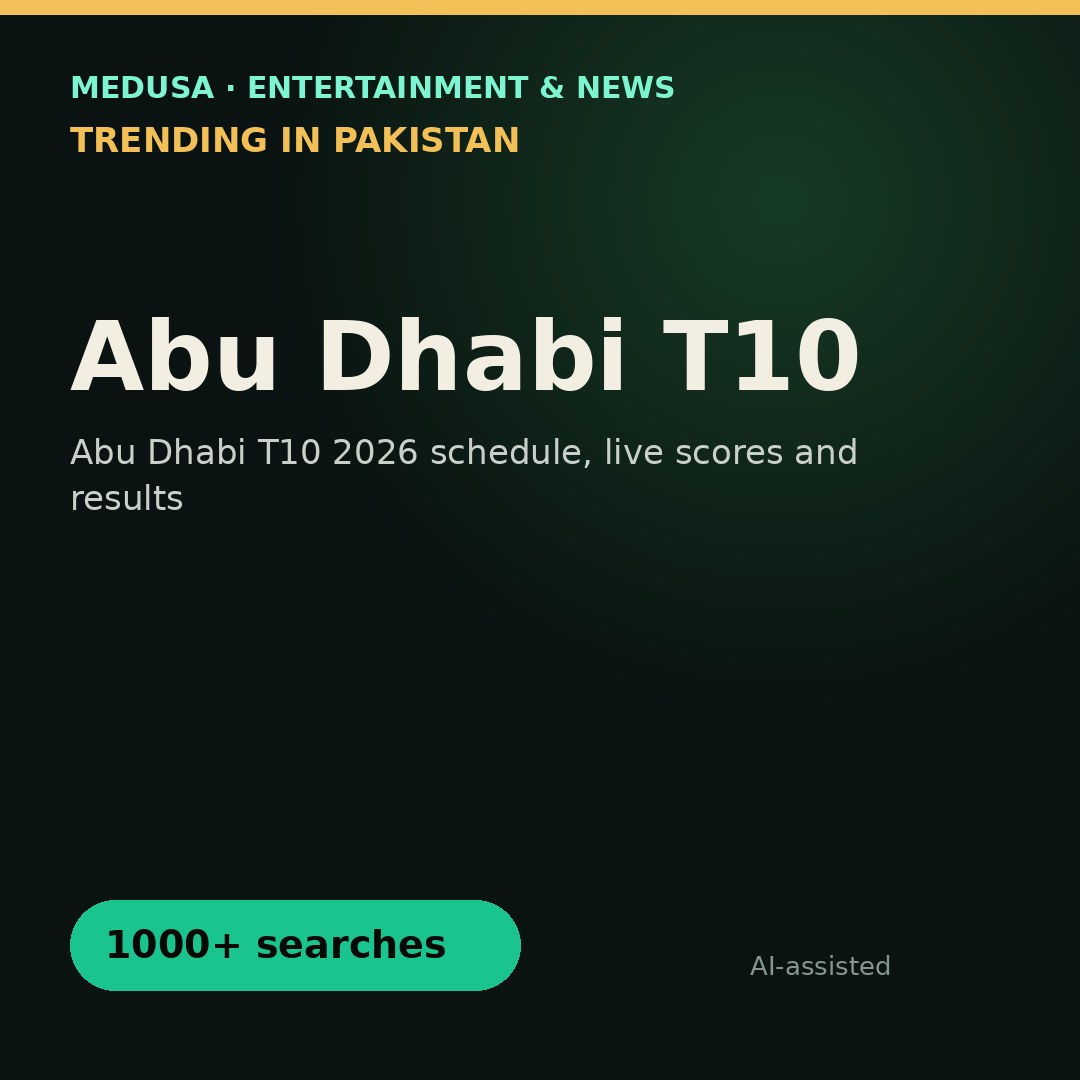 MEDUSA · ENTERTAINMENT & NEWS
TRENDING IN PAKISTAN
Abu Dhabi T10
Abu Dhabi T10 2026 schedule, live scores and
results
1000+ searches
AI-assisted